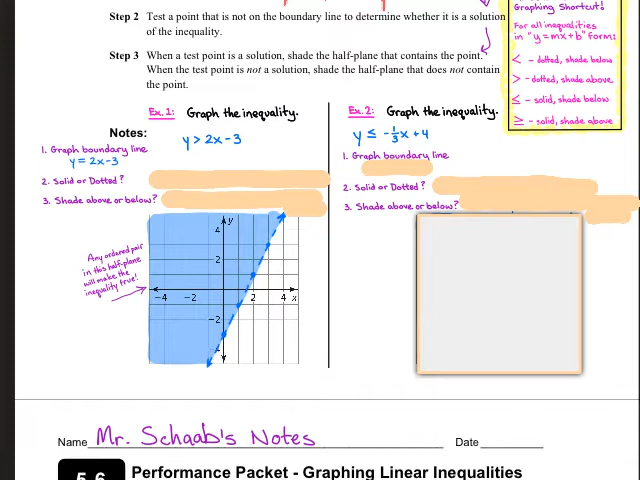 Graphing Shortcut!
For all inequalities
in "y = mx + b" form:
< - dotted, shade below
> - dotted, shade above
≤ - solid, shade below
≥ - solid, shade above
Step 2 Test a point that is not on the boundary line to determine whether it is a solution
of the inequality.
Step 3 When a test point is a solution, shade the half-plane that contains the point.
When the test point is not a solution, shade the half-plane that does not contain
the point.
Notes:
Ex. 1: Graph the inequality.
y > 2x - 3
1. Graph boundary line
y = 2x - 3
2. Solid or Dotted?
3. Shade above or below?
Any ordered pair
in this half-plane
will make the
inequality true!
y
4
2
-4 -2 2 4 x
-2
Ex. 2: Graph the inequality.
y ≤ -1/3x + 4
1. Graph boundary line
2. Solid or Dotted?
3. Shade above or below?
Name Mr. Schaab's Notes Date
5.6 Performance Packet - Graphing Linear Inequalities